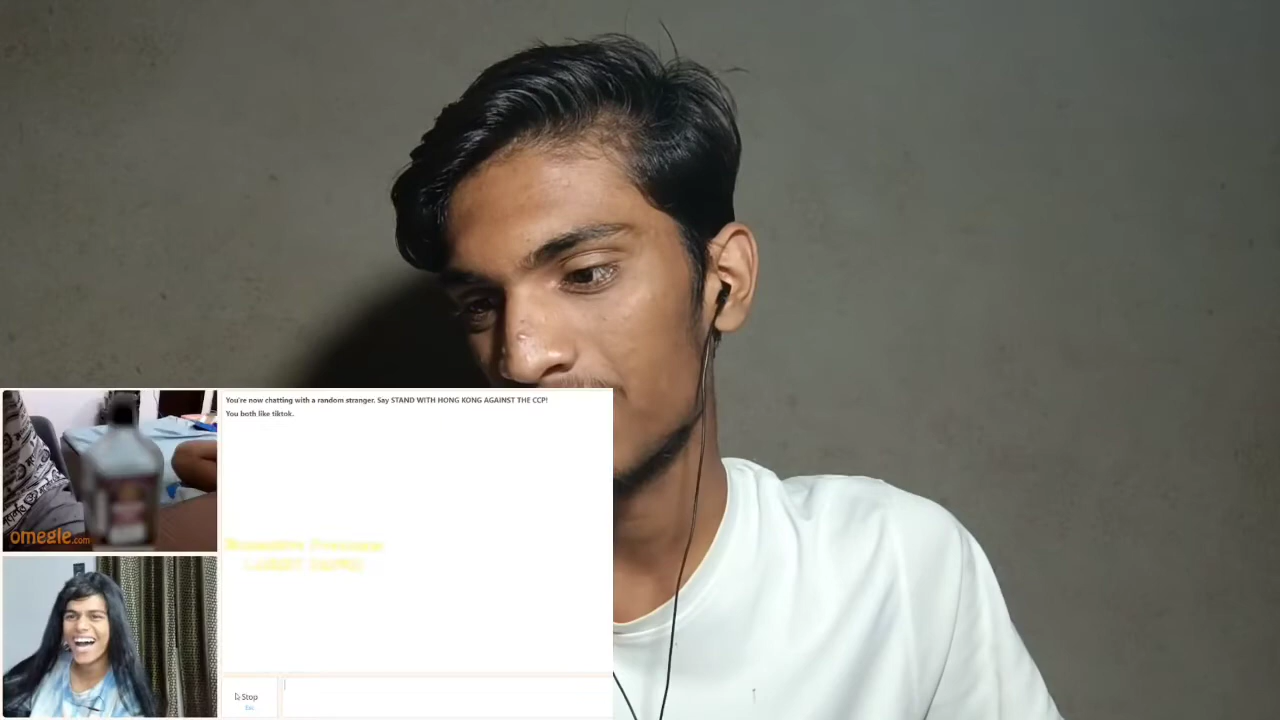 You're now chatting with a random stranger. Say STAND WITH HONG KONG AGAINST THE CCP!
You both like tiktok.
omegle.com
Stop
Esc